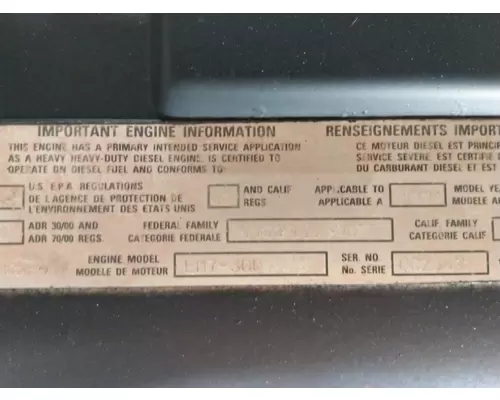 IMPORTANT ENGINE INFORMATION
THIS ENGINE HAS A PRIMARY INTENDED SERVICE APPLICATION
AS A HEAVY HEAVY-DUTY DIESEL ENGINE. IS CERTIFIED TO
OPERATE ON DIESEL FUEL AND CONFORMS TO:
RENSEIGNEMENTS IMPORT
CE MOTEUR DIESEL EST PRINCI
SERVICE SEVERE. EST CERTIFIE
DU CARBURANT DIESEL ET EST
U.S E.P.A REGULATIONS
DE L'AGENCE DE PROTECTION DE
L'ENVIRONNEMENT DES ETATS UNIS
AND CALIF
REGS
APPLICABLE TO
APPLICABLE A
MODEL YE
ADR 30/00 AND
ADR 70/00 REGS.
FEDERAL FAMILY
CATEGORIE FEDERALE
CALIF. FAMILY
CATEGORIE CALIF
ENGINE MODEL
MODELE DE MOTEUR
EM7-300
SER. NO
No. SERIE